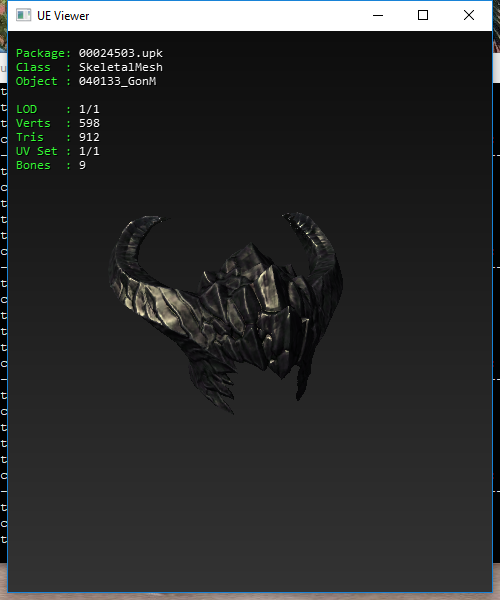 UE Viewer
Package: 00024503.upk
Class : SkeletalMesh
Object : 040133_GonM
LOD : 1/1
Verts : 598
Tris : 912
UV Set : 1/1
Bones : 9